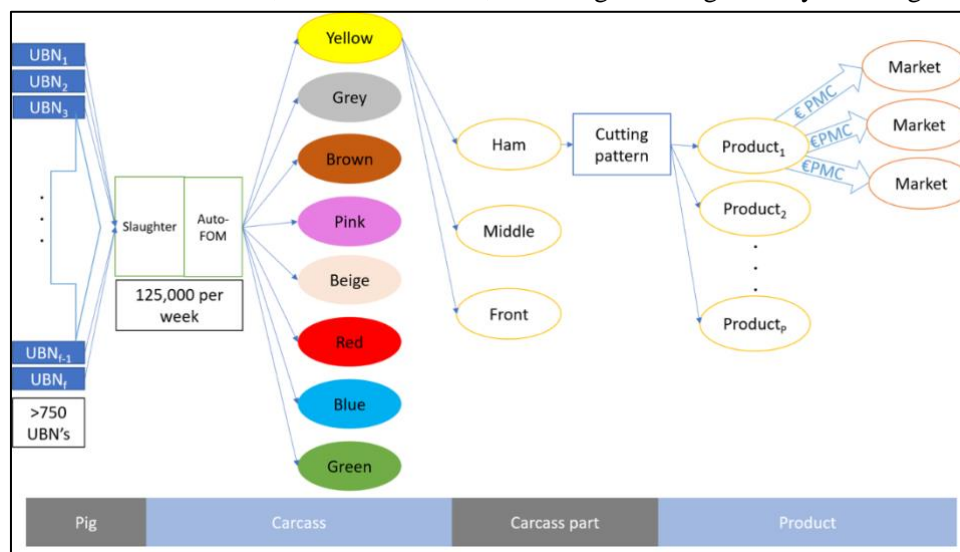 UBN1
UBN2
UBN3
.
.
.
UBNf-1
UBNf
>750
UBN's
Slaughter
Auto-
FOM
125,000 per
week
Yellow
Grey
Brown
Pink
Beige
Red
Blue
Green
Ham
Middle
Front
Cutting
pattern
Product1
Product2
.
.
.
Productp
€ PMC
€PMC
€PMC
Market
Market
Market
Pig
Carcass
Carcass part
Product